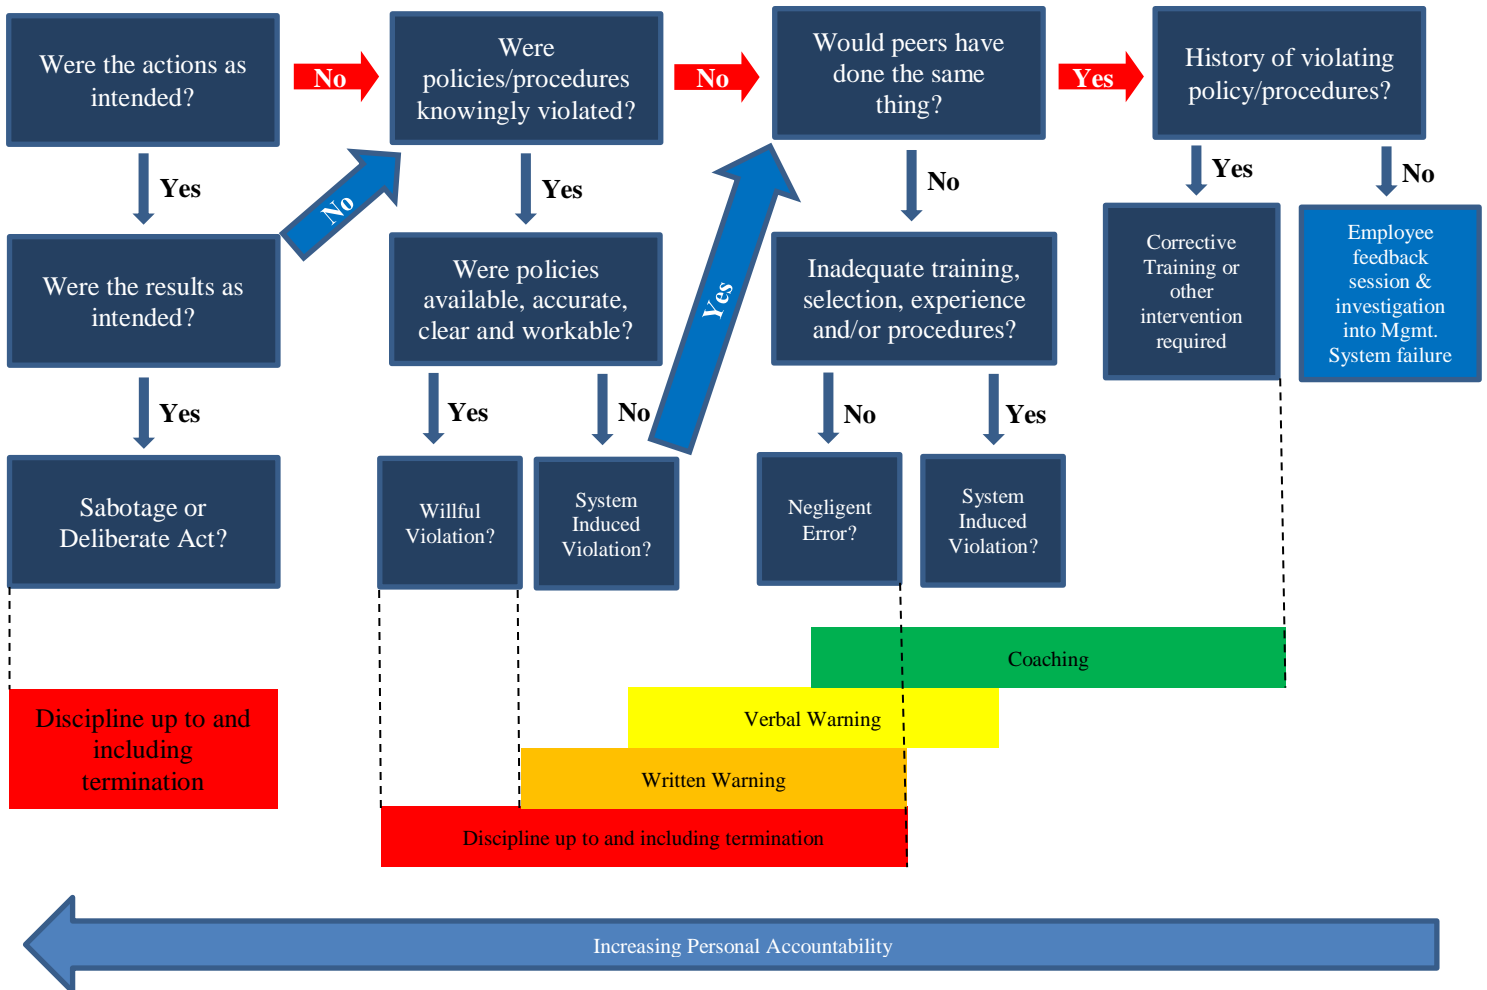 Were the actions as
intended?
No
Were
policies/procedures
knowingly violated?
No
Would peers have
done the same
thing?
Yes
History of violating
policy/procedures?
Yes
No
Yes
No
Yes
No
Were the results as
intended?
Were policies
available, accurate,
clear and workable?
Yes
Inadequate training,
selection, experience
and/or procedures?
Corrective
Training or
other
intervention
required
Employee
feedback
session &
investigation
into Mgmt.
System failure
Yes
Yes
No
No
Yes
Sabotage or
Deliberate Act?
Willful
Violation?
System
Induced
Violation?
Negligent
Error?
System
Induced
Violation?
Coaching
Discipline up to and
including
termination
Verbal Warning
Written Warning
Discipline up to and including termination
Increasing Personal Accountability